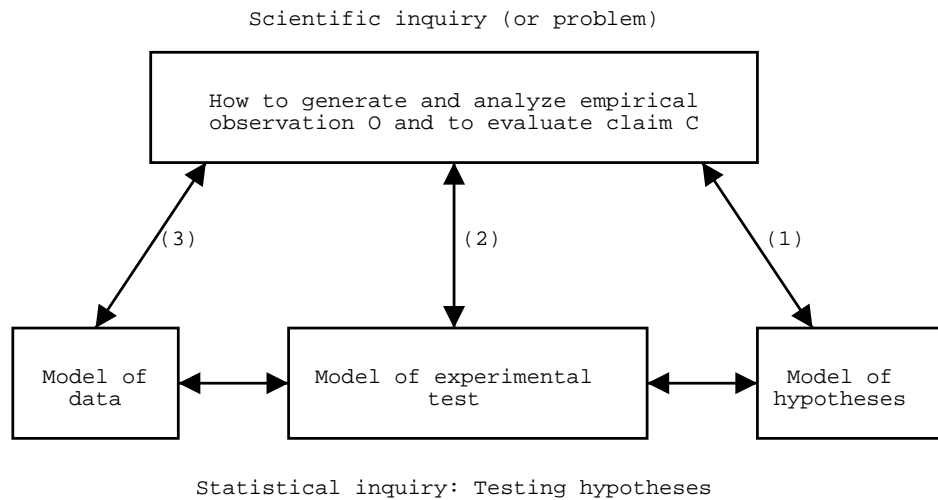 Scientific inquiry (or problem)
How to generate and analyze empirical
observation O and to evaluate claim C
(3)
(2)
(1)
Model of
data
Model of experimental
test
Model of
hypotheses
Statistical inquiry: Testing hypotheses